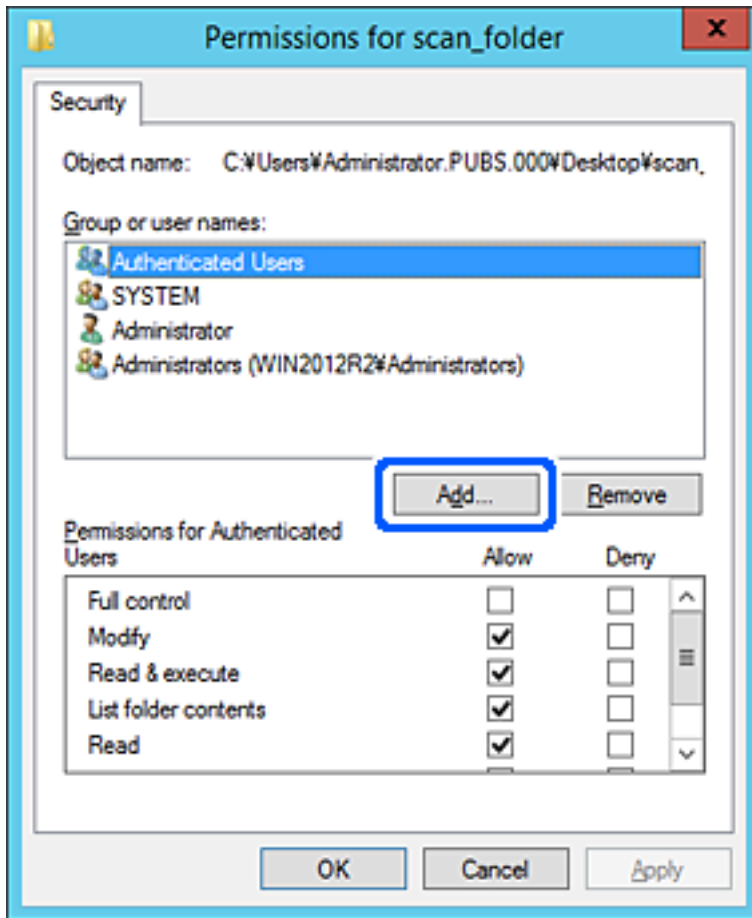 Permissions for scan_folder
x
Security
Object name: C:¥Users¥Administrator.PUBS.000¥Desktop¥scan_
Group or user names:
Authenticated Users
SYSTEM
Administrator
Administrators (WIN2012R2¥Administrators)
Add... Remove
Permissions for Authenticated
Users Allow Deny
Full control
Modify
Read & execute
List folder contents
Read
OK Cancel Apply